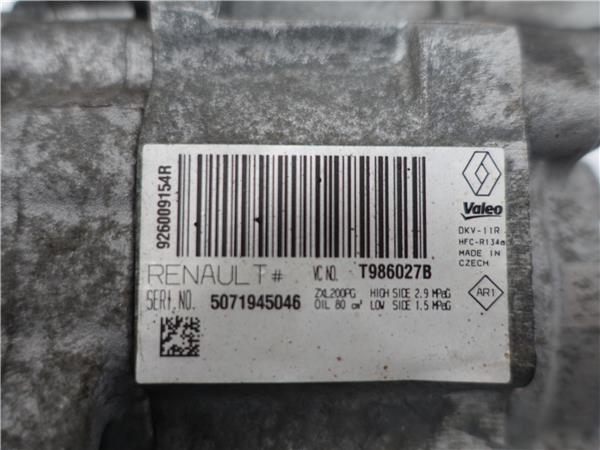 926009154R
Valeo
DKV-11R
HFC-R134a
MADE IN
CZECH
RENAULT # VC NO. T986027B
SERI.NO. 5071945046
ZXL200PG HIGH SIDE 2.9 MPaG
OIL 80 cm³ LOW SIDE 1.5 MPaG
AR1